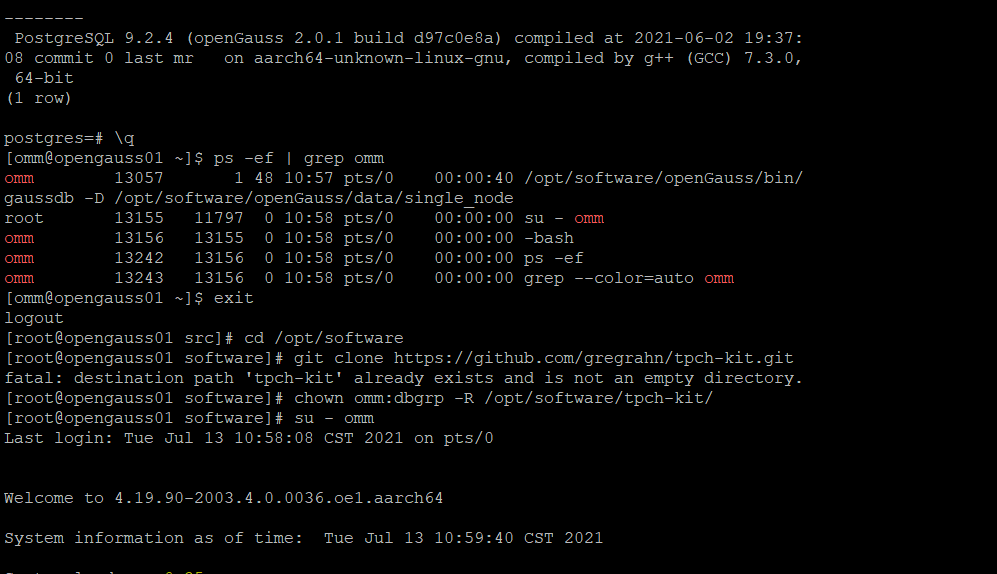 --------
 PostgreSQL 9.2.4 (openGauss 2.0.1 build d97c0e8a) compiled at 2021-06-02 19:37:
08 commit 0 last mr   on aarch64-unknown-linux-gnu, compiled by g++ (GCC) 7.3.0,
 64-bit
(1 row)

postgres=# \q
[omm@opengauss01 ~]$ ps -ef | grep omm
omm        13057       1 48 10:57 pts/0    00:00:40 /opt/software/openGauss/bin/
gaussdb -D /opt/software/openGauss/data/single_node
root       13155   11797  0 10:58 pts/0    00:00:00 su - omm
omm        13156   13155  0 10:58 pts/0    00:00:00 -bash
omm        13242   13156  0 10:58 pts/0    00:00:00 ps -ef
omm        13243   13156  0 10:58 pts/0    00:00:00 grep --color=auto omm
[omm@opengauss01 ~]$ exit
logout
[root@opengauss01 src]# cd /opt/software
[root@opengauss01 software]# git clone https://github.com/gregrahn/tpch-kit.git
fatal: destination path 'tpch-kit' already exists and is not an empty directory.
[root@opengauss01 software]# chown omm:dbgrp -R /opt/software/tpch-kit/
[root@opengauss01 software]# su - omm
Last login: Tue Jul 13 10:58:08 CST 2021 on pts/0


Welcome to 4.19.90-2003.4.0.0036.oe1.aarch64

System information as of time:  Tue Jul 13 10:59:40 CST 2021